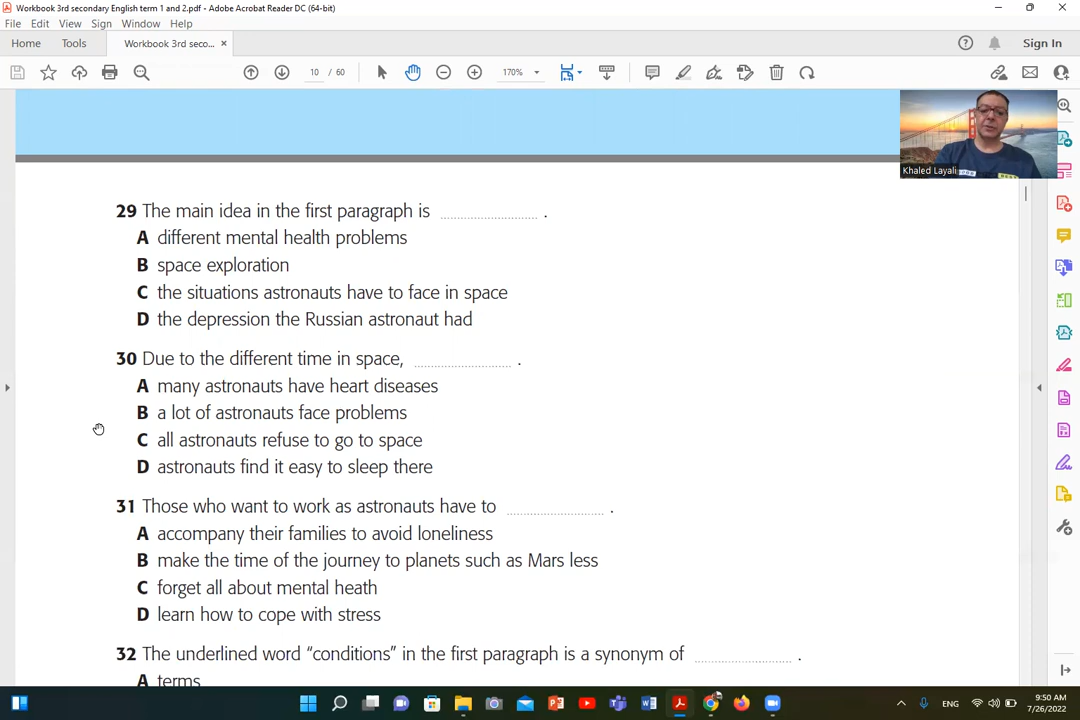 Workbook 3rd secondary English term 1 and 2.pdf - Adobe Acrobat Reader DC (64-bit)
File Edit View Sign Window Help
Home Tools Workbook 3rd seco... × Sign In
10 / 60 170%
Khaled Layali
29 The main idea in the first paragraph is .......................... .
A different mental health problems
B space exploration
C the situations astronauts have to face in space
D the depression the Russian astronaut had
30 Due to the different time in space, .......................... .
A many astronauts have heart diseases
B a lot of astronauts face problems
C all astronauts refuse to go to space
D astronauts find it easy to sleep there
31 Those who want to work as astronauts have to .......................... .
A accompany their families to avoid loneliness
B make the time of the journey to planets such as Mars less
C forget all about mental heath
D learn how to cope with stress
32 The underlined word “conditions” in the first paragraph is a synonym of .......................... .
A terms
ENG
9:50 AM
7/26/2022